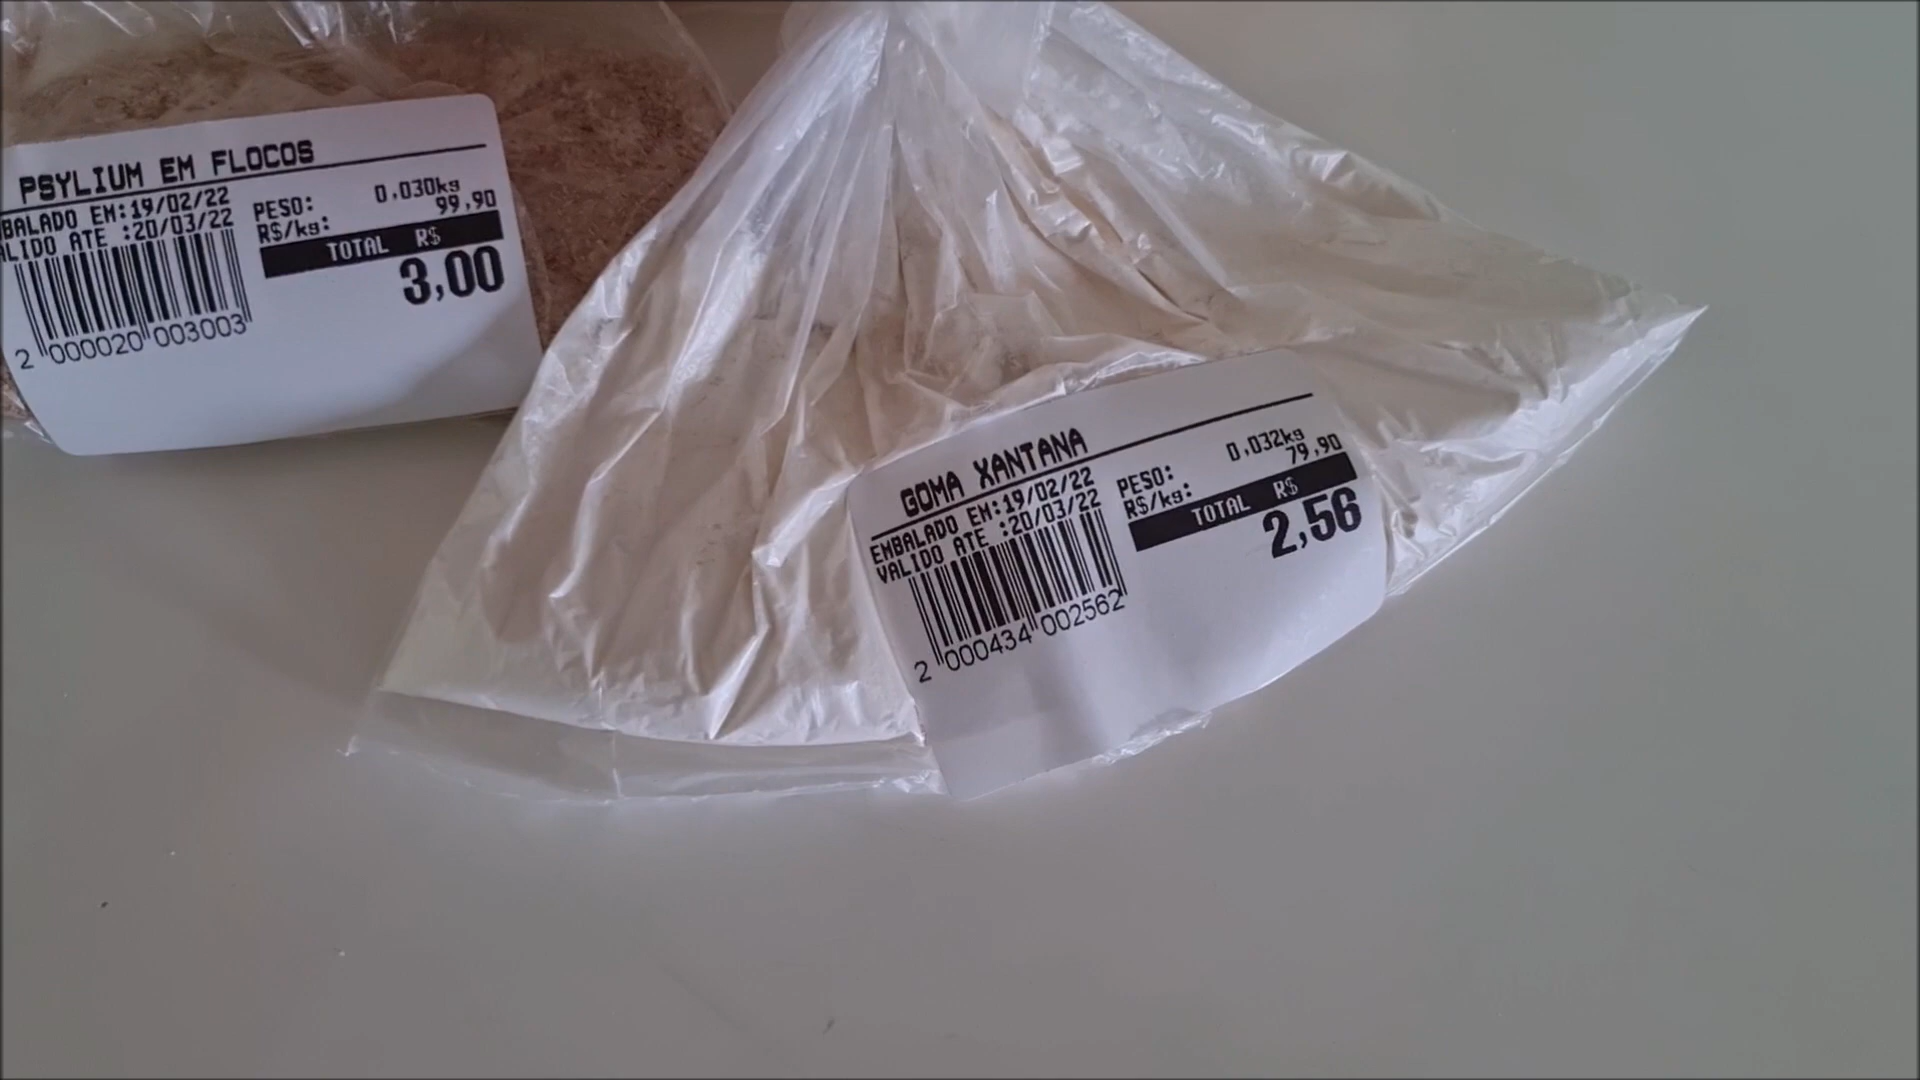 PSYLIUM EM FLOCOS
BALADO EM:19/02/22
LIDO ATE :20/03/22
PESO: 0,030kg
R$/kg: 99,90
TOTAL R$
3,00
2 000020 003003
GOMA XANTANA
EMBALADO EM:19/02/22
VALIDO ATE :20/03/22
PESO: 0,032kg
R$/kg: 79,90
TOTAL R$
2,56
2 000434 002562